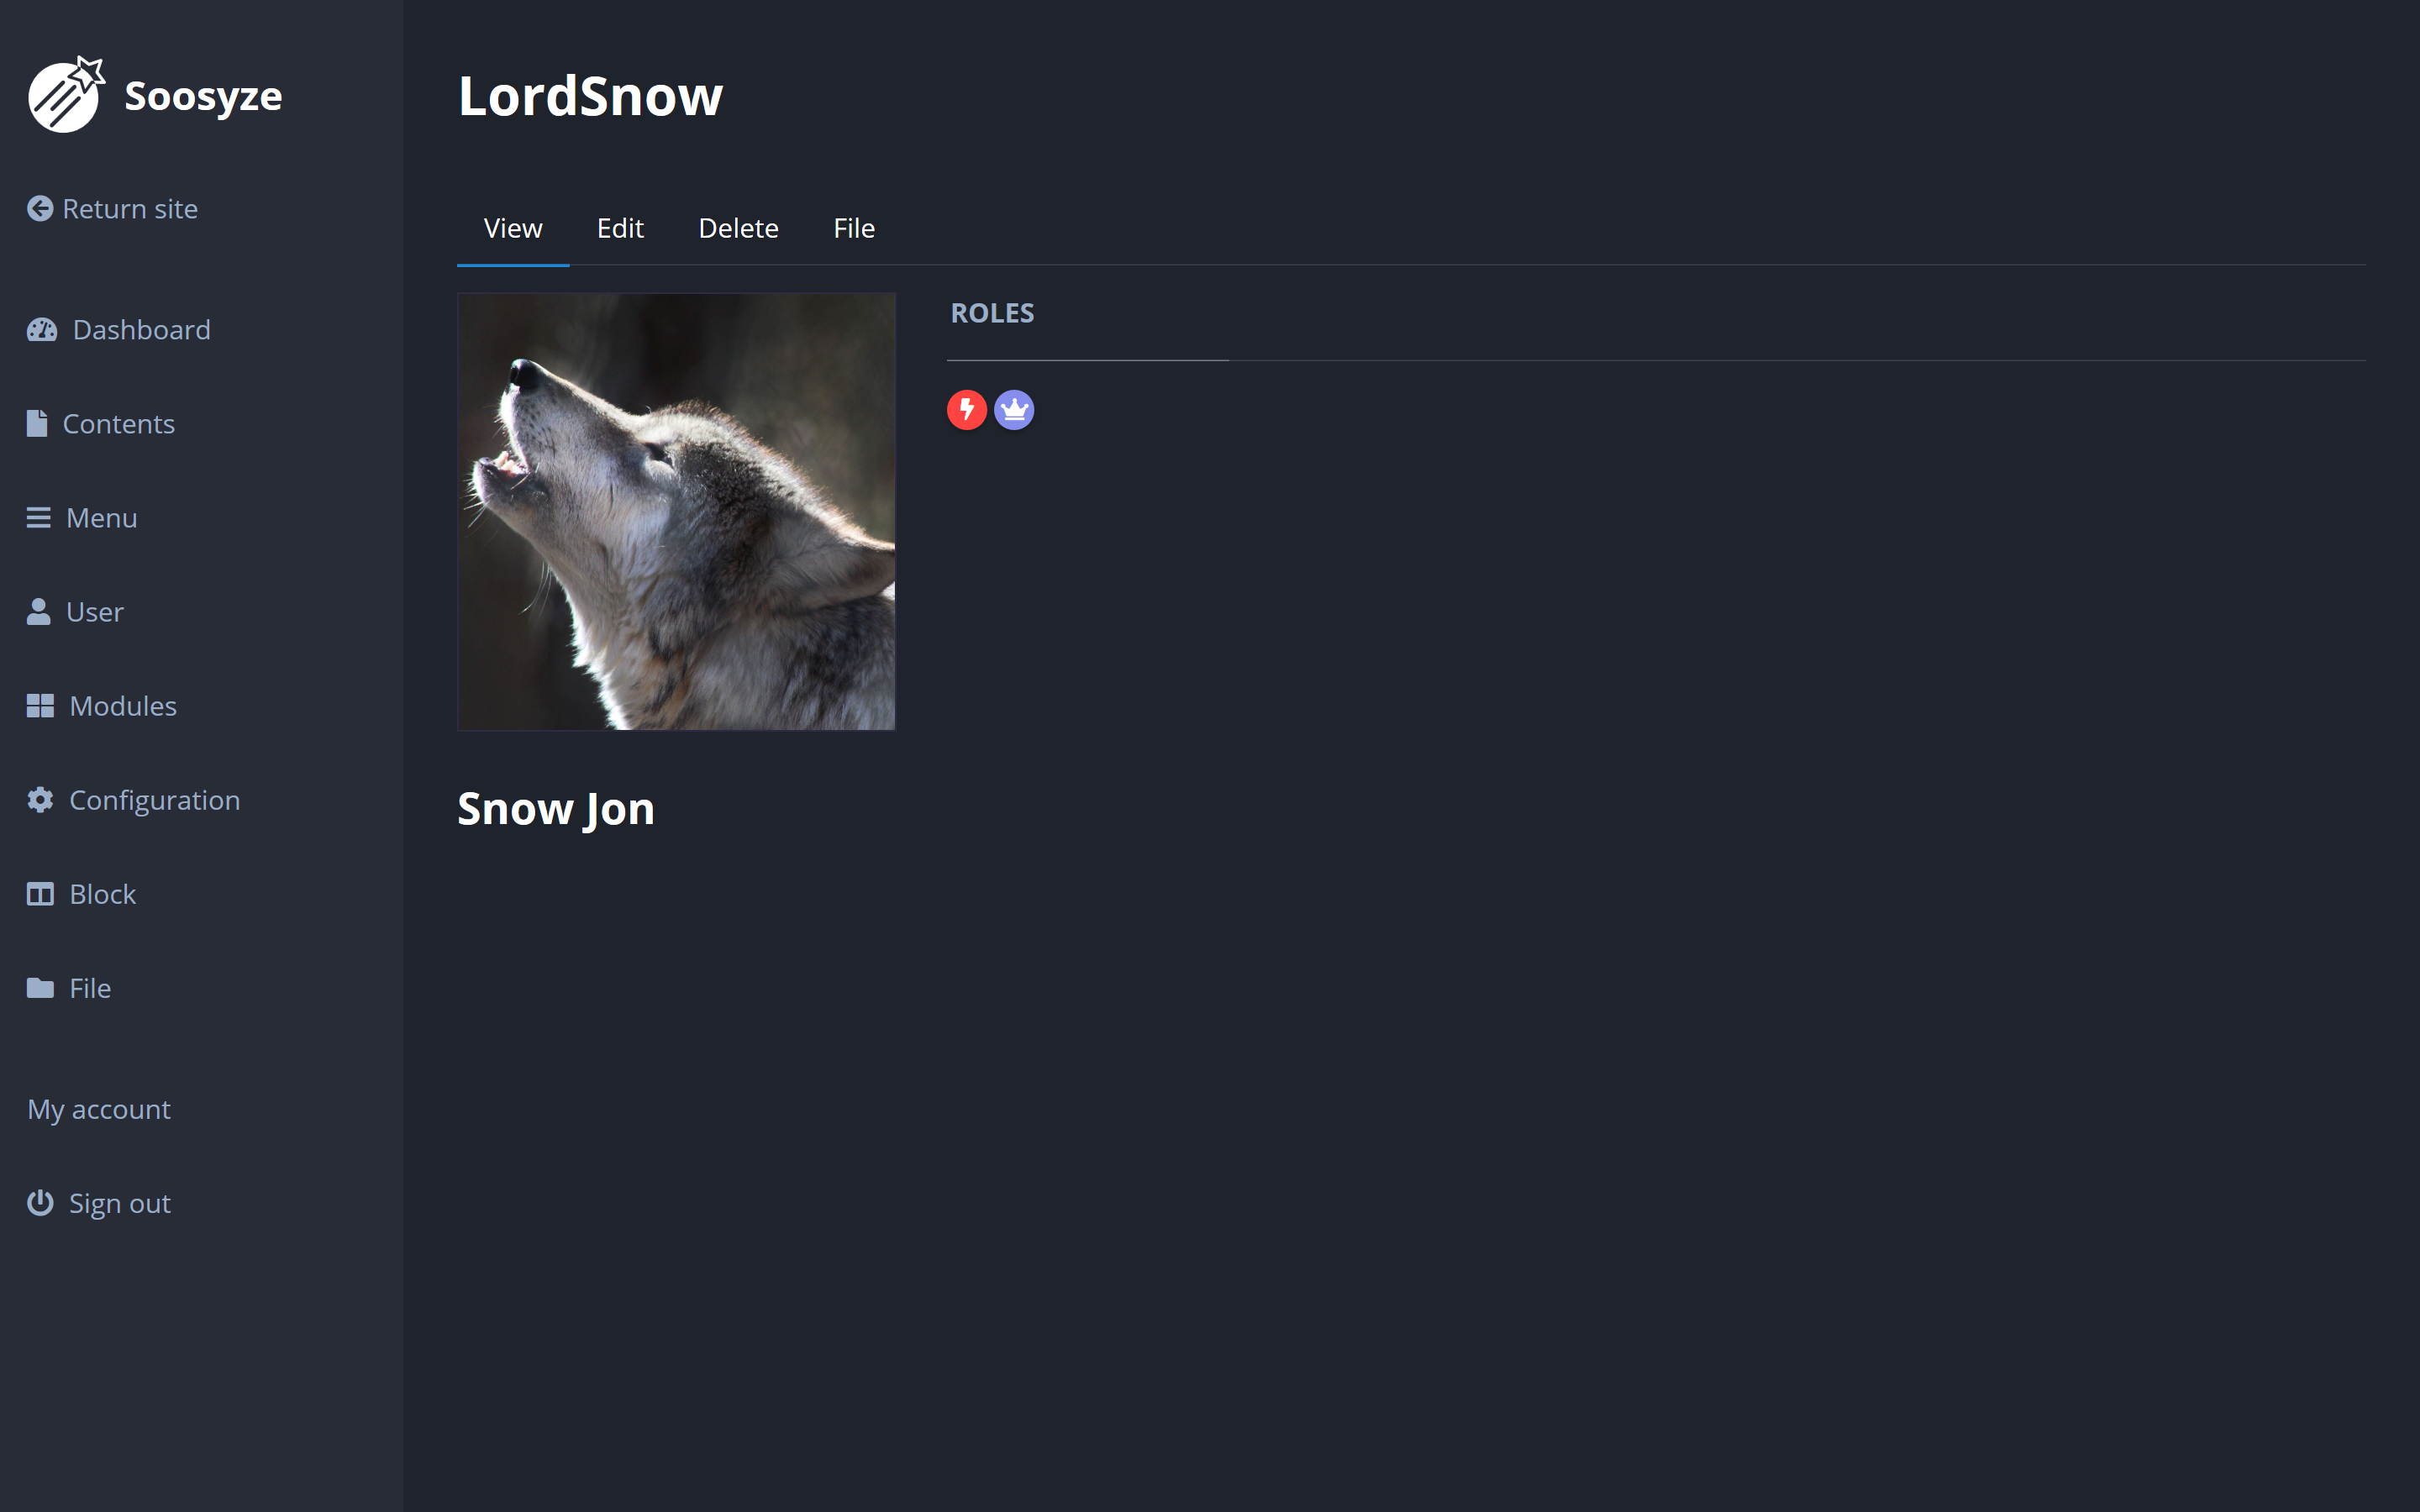 Soosyze
Return site
Dashboard
Contents
Menu
User
Modules
Configuration
Block
File
My account
Sign out
LordSnow
View Edit Delete File
ROLES
Snow Jon